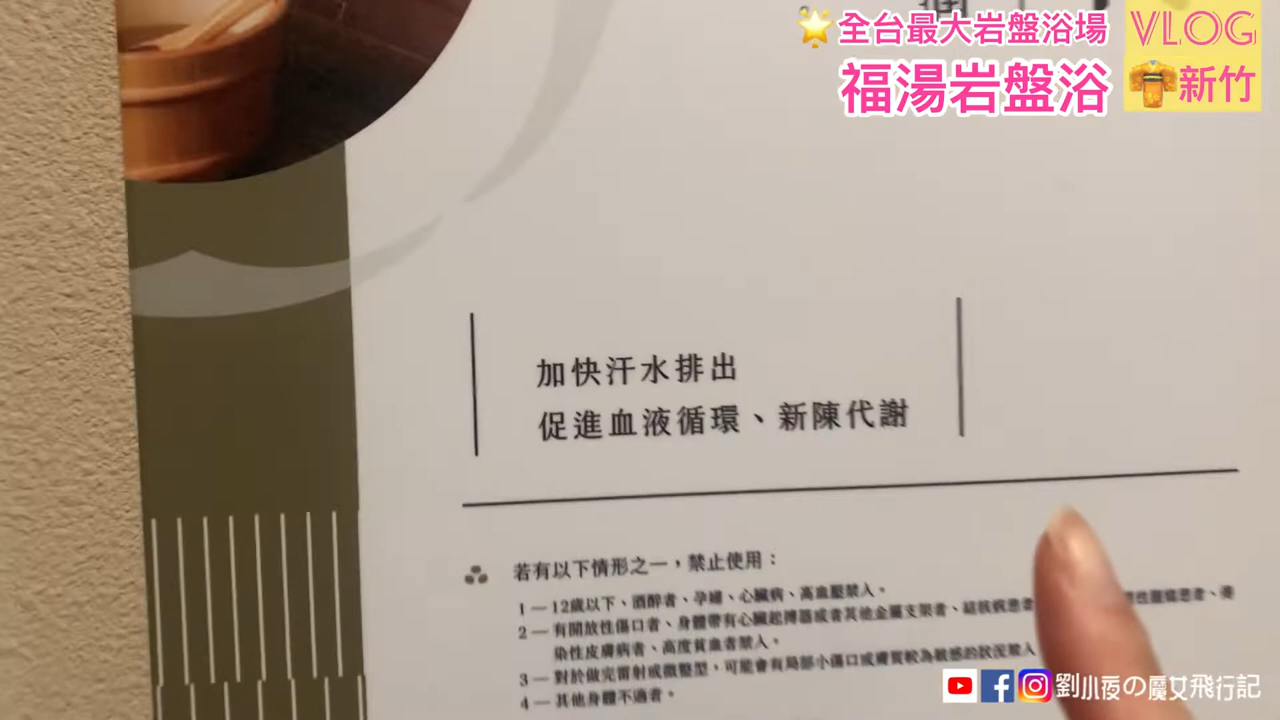 全台最大岩盤浴場
VLOG
福湯岩盤浴
新竹
加快汗水排出
促進血液循環、新陳代謝
若有以下情形之一，禁止使用：
1 — 12歲以下、酒醉者、孕婦、心臟病、高血壓禁入。
2 — 有開放性傷口者、身體帶有心臟起搏器或者其他金屬支架者、結核病患者
染性皮膚病者、高度貧血者禁入。
3 — 對於做完雷射或微整型，可能會有局部小傷口或膚質較為敏感的狀況禁入
4 — 其他身體不適者。
劉小夜の魔女飛行記